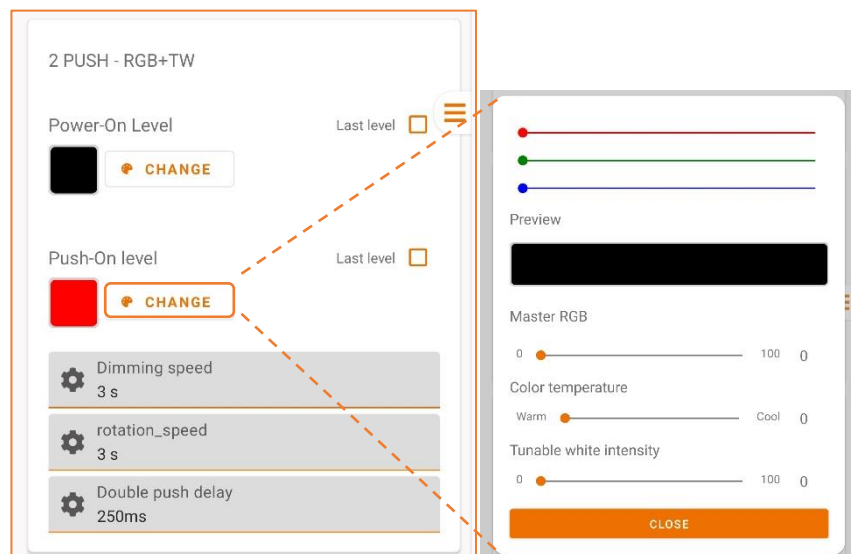 2 PUSH - RGB+TW
Power-On Level
Last level
CHANGE
Push-On level
Last level
CHANGE
Dimming speed
3 s
rotation_speed
3 s
Double push delay
250ms
Preview
Master RGB
0 100 0
Color temperature
Warm Cool 0
Tunable white intensity
0 100 0
CLOSE